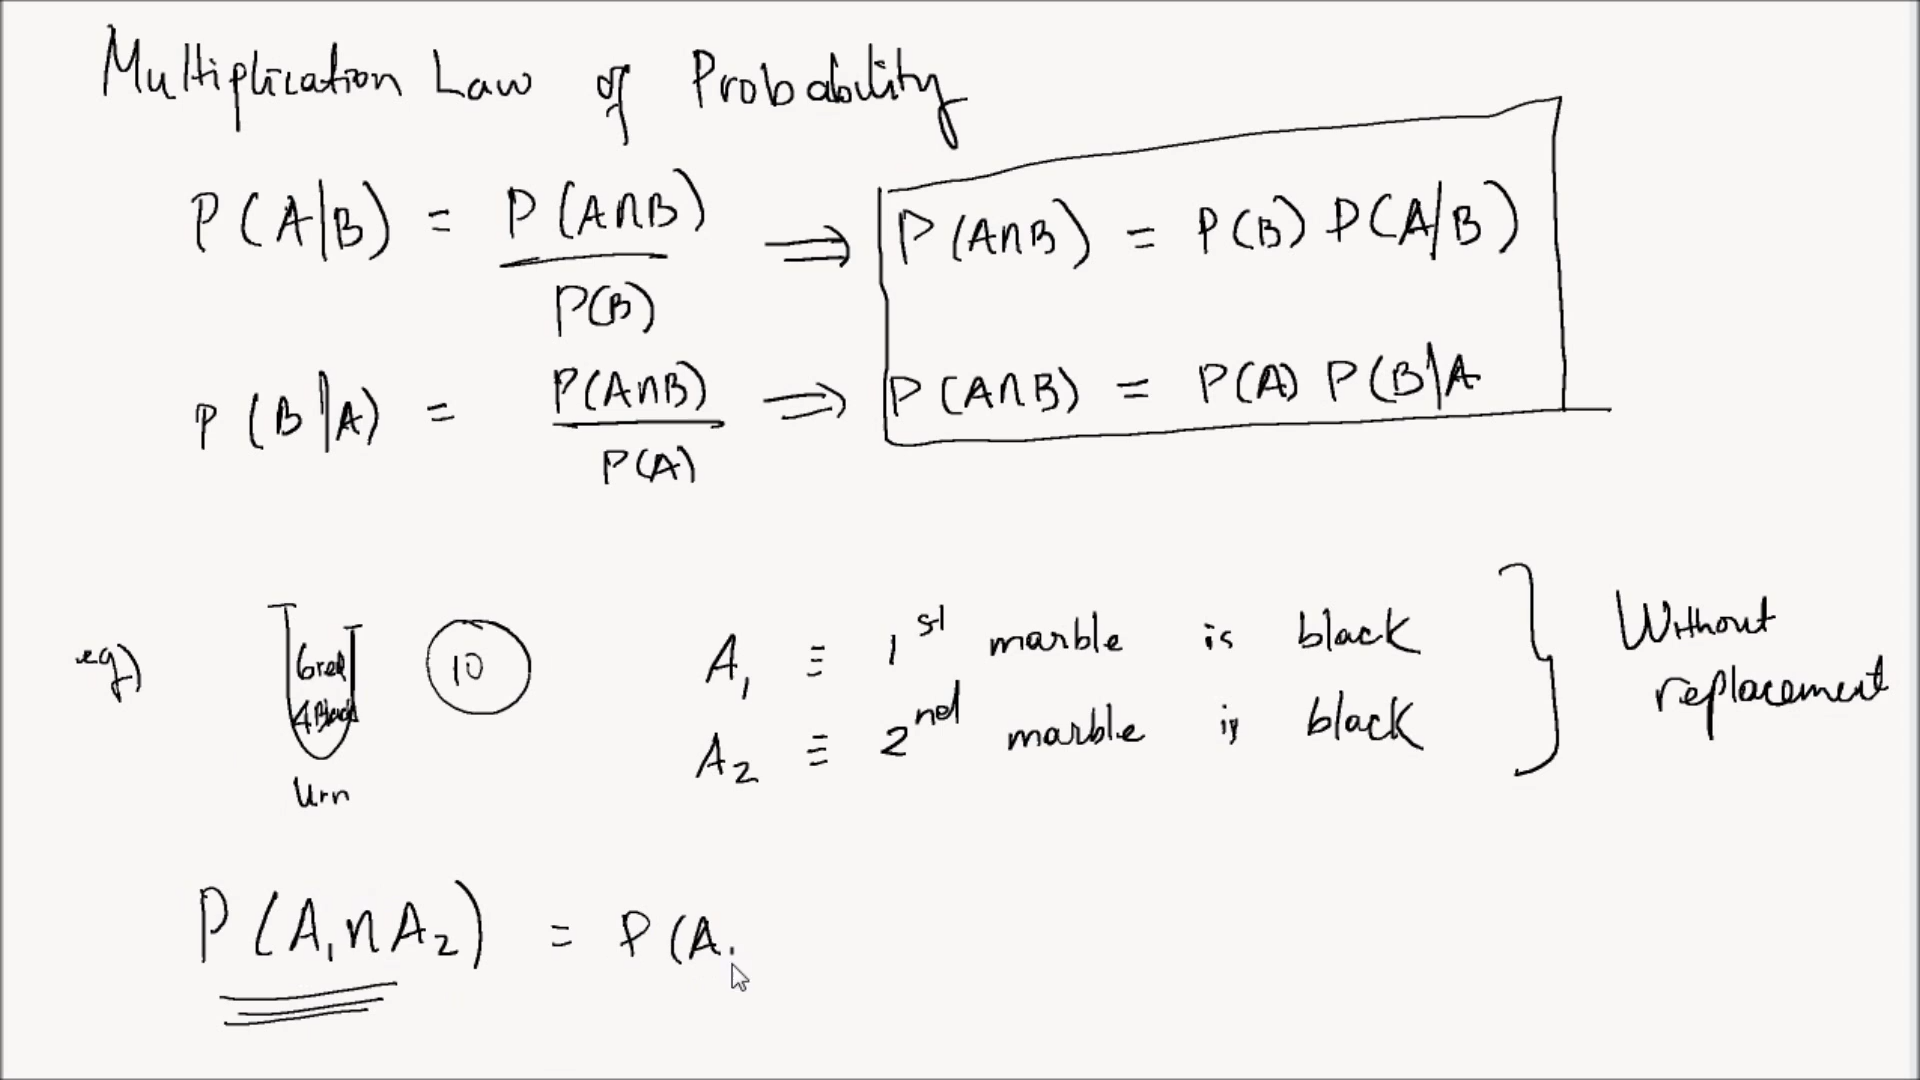 Multiplication Law of Probability
P(A|B) = P(A∩B) / P(B) ⟹ P(A∩B) = P(B) P(A|B)
P(B|A) = P(A∩B) / P(A) ⟹ P(A∩B) = P(A) P(B|A
eg)
6red
4Black
Urn
10
A₁ ≡ 1st marble is black
A₂ ≡ 2nd marble is black
Without
replacement
P(A₁∩A₂) = P(A.